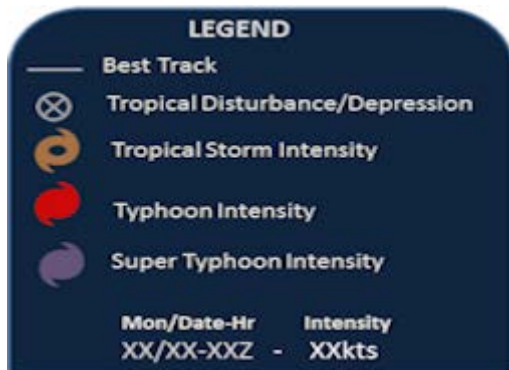 LEGEND
Best Track
Tropical Disturbance/Depression
Tropical Storm Intensity
Typhoon Intensity
Super Typhoon Intensity
Mon/Date-Hr Intensity
XX/XX-XXZ - XXkts